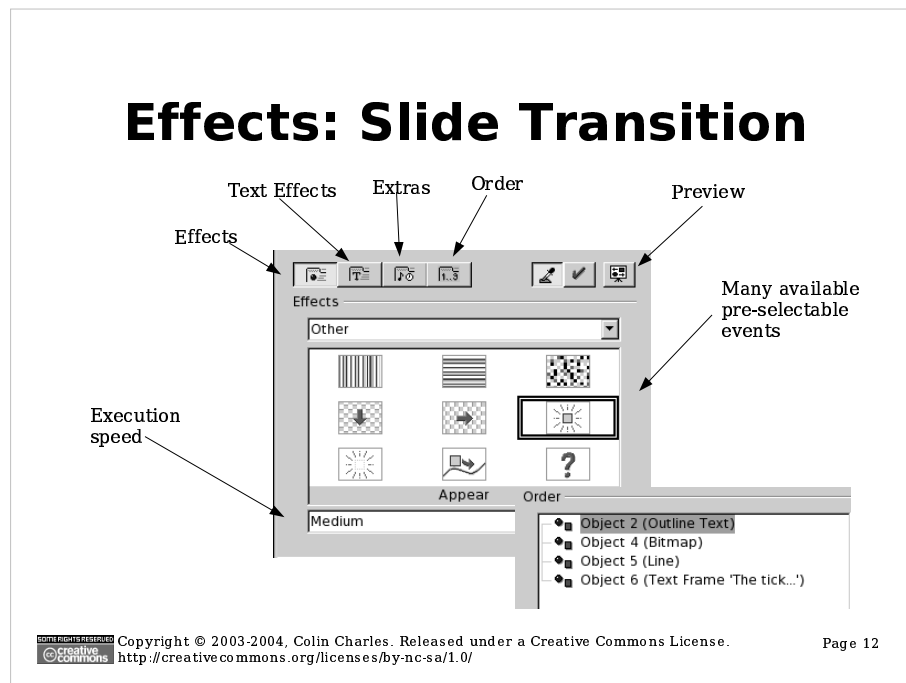 Effects: Slide Transition
Text Effects
Extras
Order
Preview
Effects
T
1..3
Effects
Many available
pre-selectable
events
Other
?
Execution
speed
Appear
Medium
Order
Object 2 (Outline Text)
Object 4 (Bitmap)
Object 5 (Line)
Object 6 (Text Frame 'The tick...')
SOME RIGHTS RESERVED
creative
commons
Copyright © 2003-2004, Colin Charles. Released under a Creative Commons License.
http://creativecommons.org/licenses/by-nc-sa/1.0/
Page 12